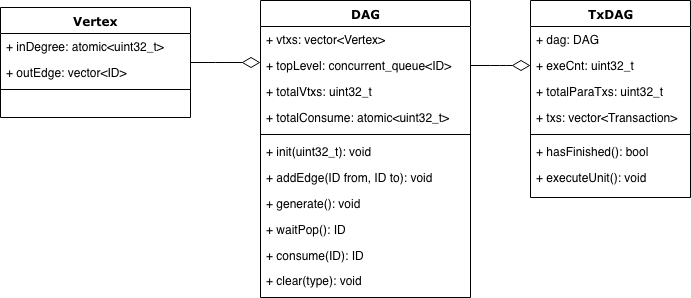 Vertex
+ inDegree: atomic<uint32_t>
+ outEdge: vector<ID>
DAG
+ vtxs: vector<Vertex>
+ topLevel: concurrent_queue<ID>
+ totalVtxs: uint32_t
+ totalConsume: atomic<uint32_t>
+ init(uint32_t): void
+ addEdge(ID from, ID to): void
+ generate(): void
+ waitPop(): ID
+ consume(ID): ID
+ clear(type): void
TxDAG
+ dag: DAG
+ exeCnt: uint32_t
+ totalParaTxs: uint32_t
+ txs: vector<Transaction>
+ hasFinished(): bool
+ executeUnit(): void